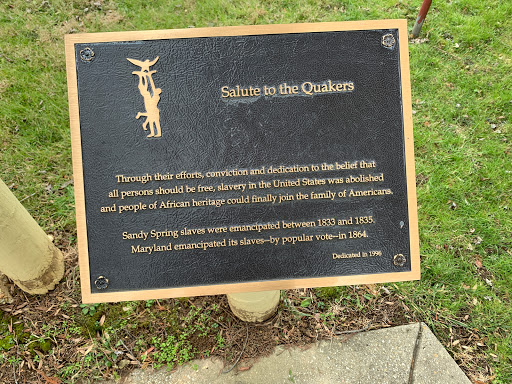 Salute to the Quakers
Through their efforts, conviction and dedication to the belief that
all persons should be free, slavery in the United States was abolished
and people of African heritage could finally join the family of Americans.
Sandy Spring slaves were emancipated between 1833 and 1835.
Maryland emancipated its slaves--by popular vote--in 1864.
Dedicated in 1996